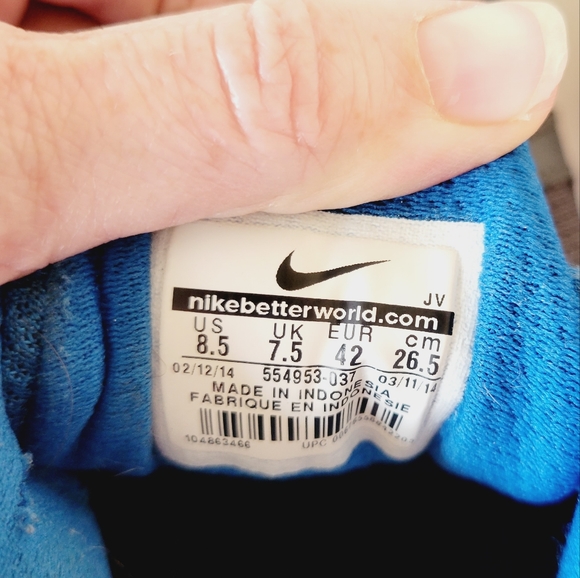 JV
nikebetterworld.com
US UK EUR cm
8.5 7.5 42 26.5
02/12/14 554953-037 03/11/14
MADE IN INDONESIA
FABRIQUE EN INDONESIE
104863466 UPC